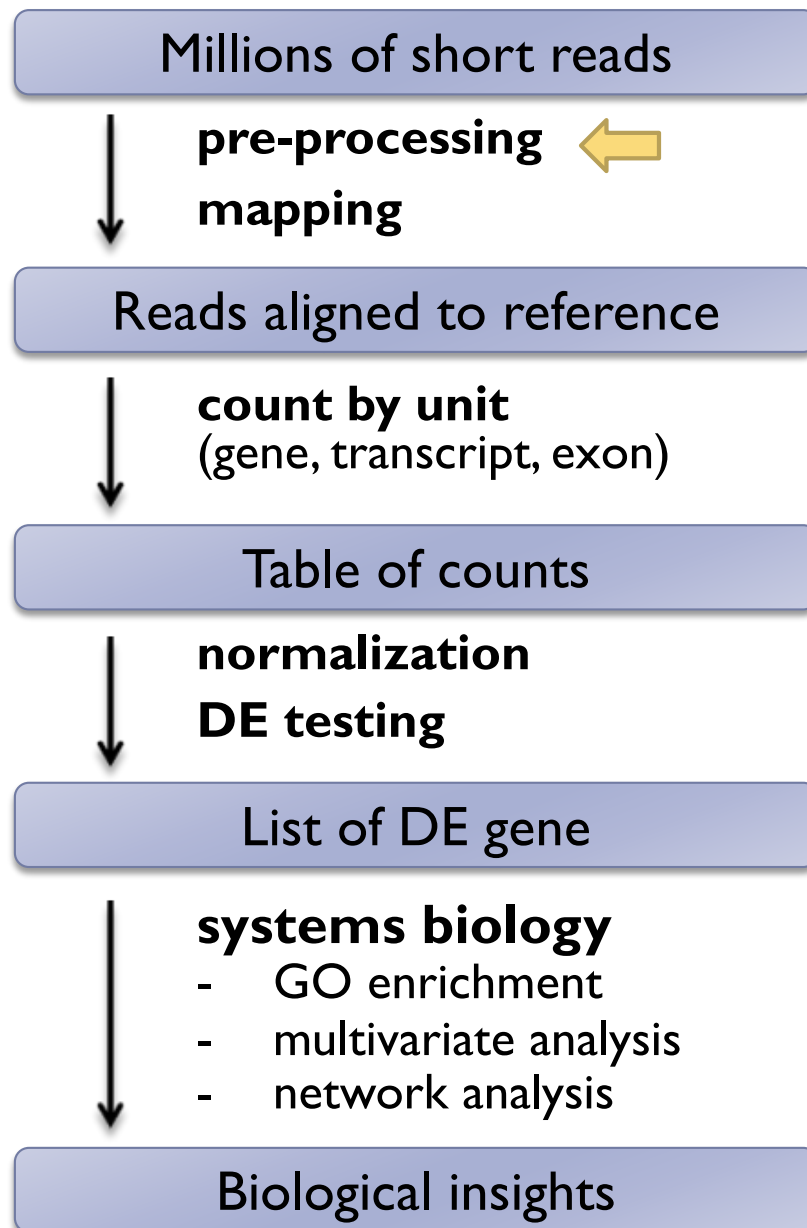 Millions of short reads
pre-processing
mapping
Reads aligned to reference
count by unit
(gene, transcript, exon)
Table of counts
normalization
DE testing
List of DE gene
systems biology
- GO enrichment
- multivariate analysis
- network analysis
Biological insights